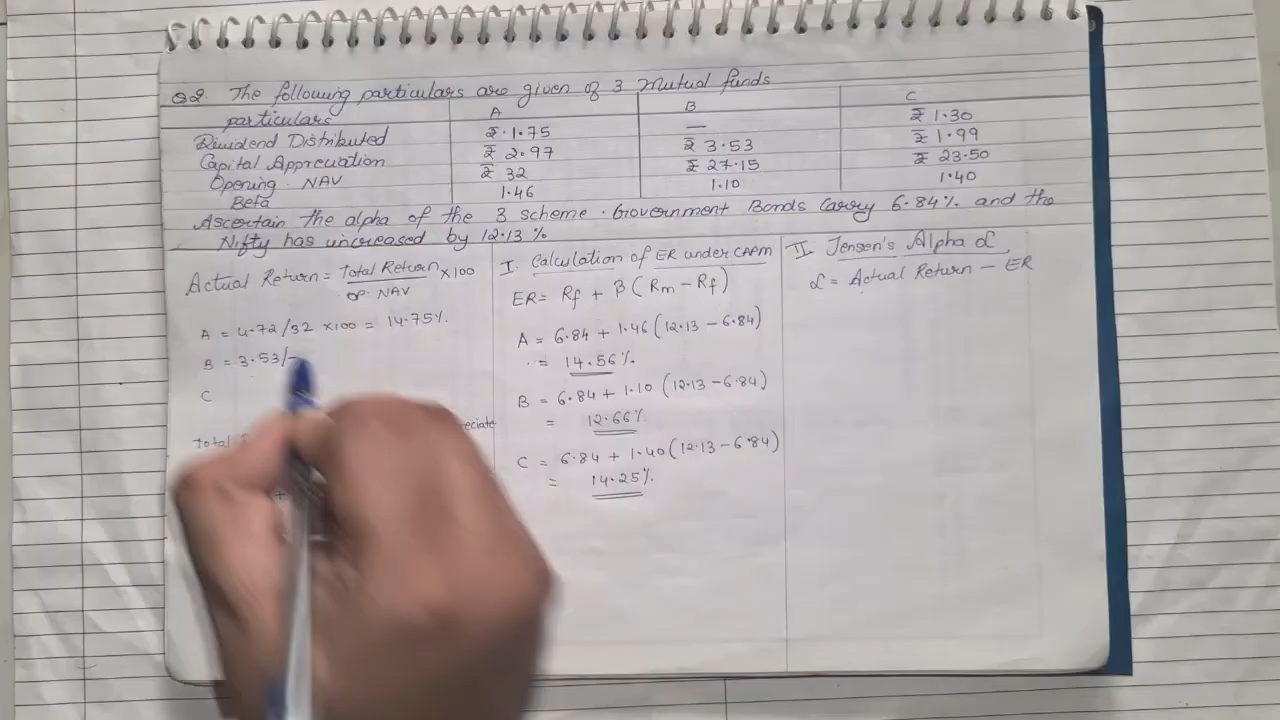 Q2 The following particulars are given of 3 Mutual funds
particulars A B C
Dividend Distributed ₹.1.75 — ₹ 1.30
Capital Appreciation ₹ 2.97 ₹ 3.53 ₹ 1.99
Opening NAV ₹ 32 ₹ 27.15 ₹ 23.50
Beta 1.46 1.10 1.40
Ascertain the alpha of the 3 scheme. Government Bonds carry 6.84% and the
Nifty has increased by 12.13 %
Actual Return = Total Return X100
OP. NAV
A = 4.72/32 X100 = 14.75%.
B = 3.53/
C
Total
eciate
+
I. Calculation of ER under CAPM
ER = Rf + β (Rm - Rf)
A = 6.84 + 1.46 (12.13 - 6.84)
= 14.56%.
B = 6.84 + 1.10 (12.13 - 6.84)
= 12.66%
C = 6.84 + 1.40 (12.13 - 6.84)
= 14.25%.
II Jensen's Alpha α
α = Actual Return - ER